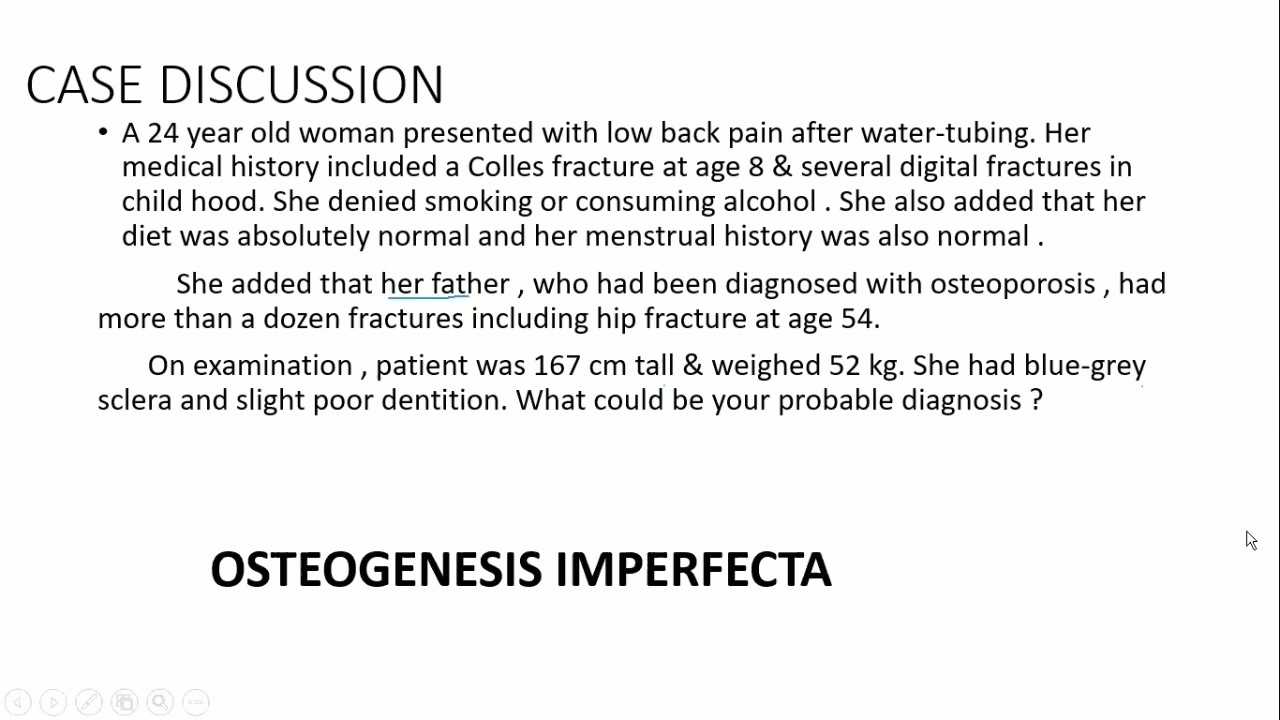 CASE DISCUSSION
• A 24 year old woman presented with low back pain after water-tubing. Her
medical history included a Colles fracture at age 8 & several digital fractures in
child hood. She denied smoking or consuming alcohol . She also added that her
diet was absolutely normal and her menstrual history was also normal .
She added that her father , who had been diagnosed with osteoporosis , had
more than a dozen fractures including hip fracture at age 54.
On examination , patient was 167 cm tall & weighed 52 kg. She had blue-grey
sclera and slight poor dentition. What could be your probable diagnosis ?
OSTEOGENESIS IMPERFECTA